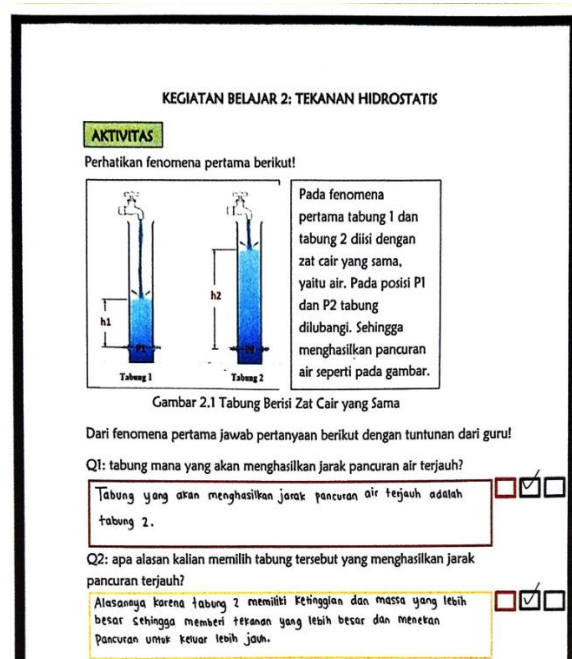 KEGIATAN BELAJAR 2: TEKANAN HIDROSTATIS
AKTIVITAS
Perhatikan fenomena pertama berikut!
h1
P1
Tabung 1
h2
P2
Tabung 2
Pada fenomena
pertama tabung 1 dan
tabung 2 diisi dengan
zat cair yang sama,
yaitu air. Pada posisi P1
dan P2 tabung
dilubangi. Sehingga
menghasilkan pancuran
air seperti pada gambar.
Gambar 2.1 Tabung Berisi Zat Cair yang Sama
Dari fenomena pertama jawab pertanyaan berikut dengan tuntunan dari guru!
Q1: tabung mana yang akan menghasilkan jarak pancuran air terjauh?
Tabung yang akan menghasilkan jarak pancuran air terjauh adalah
tabung 2.
Q2: apa alasan kalian memilih tabung tersebut yang menghasilkan jarak
pancuran terjauh?
Alasannya karena tabung 2 memiliki ketinggian dan massa yang lebih
besar sehingga memberi tekanan yang lebih besar dan menekan
Pancuran untuk keluar lebih jauh.